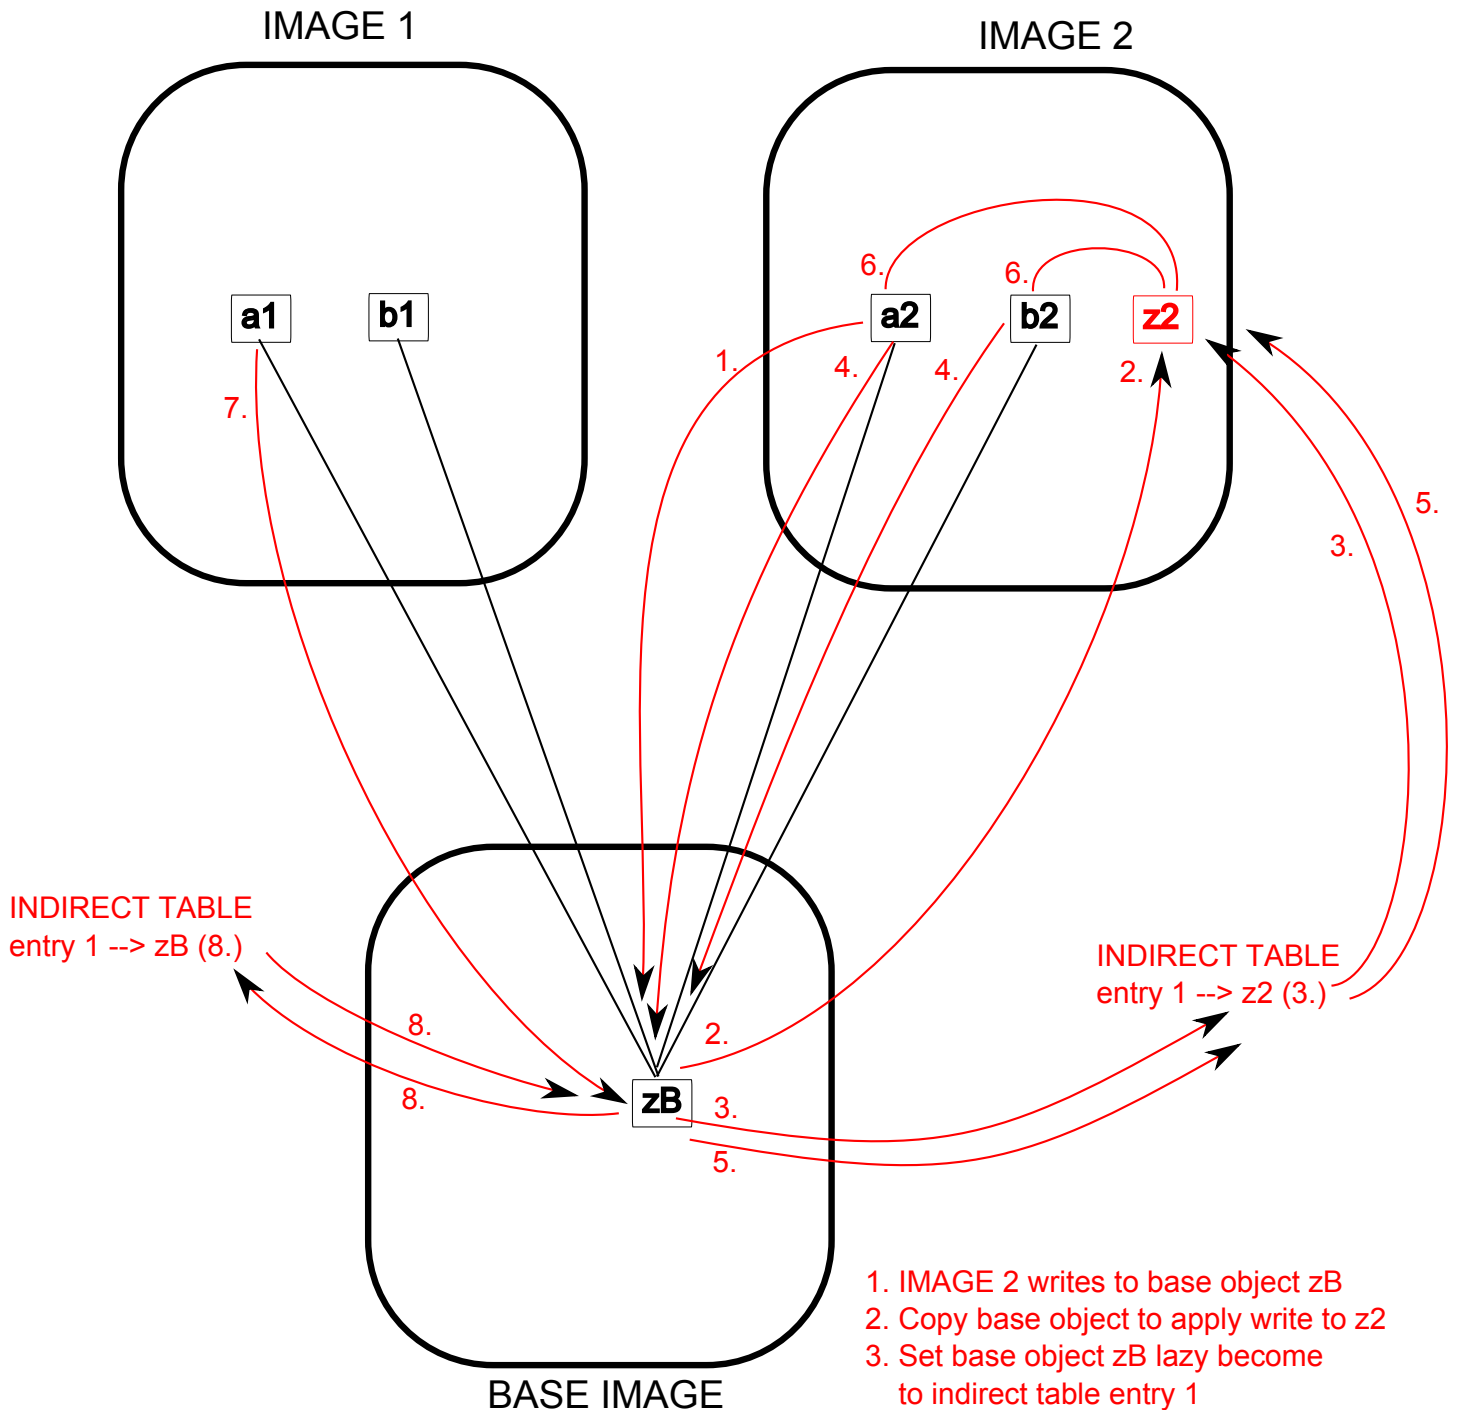 IMAGE 1
IMAGE 2
6.
6.
a1
b1
a2
b2
z2
1.
4.
4.
2.
7.
5.
3.
INDIRECT TABLE
entry 1 --> zB (8.)
INDIRECT TABLE
entry 1 --> z2 (3.)
8.
2.
8.
zB
3.
5.
1. IMAGE 2 writes to base object zB
2. Copy base object to apply write to z2
3. Set base object zB lazy become
to indirect table entry 1
BASE IMAGE